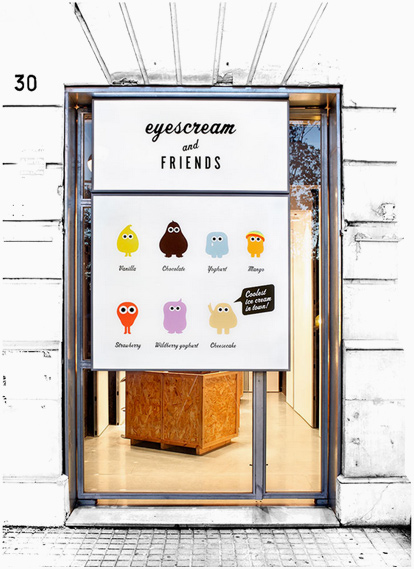 30
eyescream
and
FRIENDS
Vanilla
Chocolate
Yoghurt
Mango
Coolest
ice cream
in town!
Strawberry
Wildberry yoghurt
Cheesecake